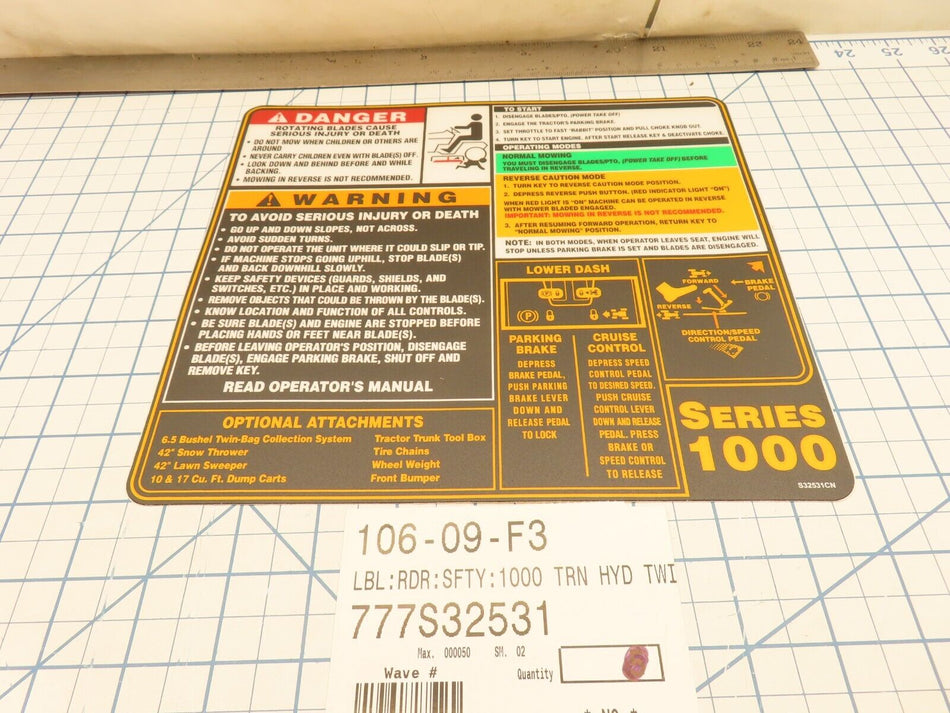 21
22
23
24
24
25
26
DANGER
ROTATING BLADES CAUSE
SERIOUS INJURY OR DEATH
• DO NOT MOW WHEN CHILDREN OR OTHERS ARE
AROUND
• NEVER CARRY CHILDREN EVEN WITH BLADE(S) OFF.
• LOOK DOWN AND BEHIND BEFORE AND WHILE
BACKING.
• MOWING IN REVERSE IS NOT RECOMMENDED.
WARNING
TO AVOID SERIOUS INJURY OR DEATH
• GO UP AND DOWN SLOPES, NOT ACROSS.
• AVOID SUDDEN TURNS.
• DO NOT OPERATE THE UNIT WHERE IT COULD SLIP OR TIP.
• IF MACHINE STOPS GOING UPHILL, STOP BLADE(S)
AND BACK DOWNHILL SLOWLY.
• KEEP SAFETY DEVICES (GUARDS, SHIELDS, AND
SWITCHES, ETC.) IN PLACE AND WORKING.
• REMOVE OBJECTS THAT COULD BE THROWN BY THE BLADE(S).
• KNOW LOCATION AND FUNCTION OF ALL CONTROLS.
• BE SURE BLADE(S) AND ENGINE ARE STOPPED BEFORE
PLACING HANDS OR FEET NEAR BLADE(S).
• BEFORE LEAVING OPERATOR'S POSITION, DISENGAGE
BLADE(S), ENGAGE PARKING BRAKE, SHUT OFF AND
REMOVE KEY.
READ OPERATOR'S MANUAL
OPTIONAL ATTACHMENTS
6.5 Bushel Twin-Bag Collection System
42" Snow Thrower
42" Lawn Sweeper
10 & 17 Cu. Ft. Dump Carts
Tractor Trunk Tool Box
Tire Chains
Wheel Weight
Front Bumper
TO START
1. DISENGAGE BLADES/PTO. (POWER TAKE OFF)
2. ENGAGE THE TRACTOR'S PARKING BRAKE.
3. SET THROTTLE TO FAST "RABBIT" POSITION AND PULL CHOKE KNOB OUT.
4. TURN KEY TO START ENGINE. AFTER START RELEASE KEY & DEACTIVATE CHOKE.
OPERATING MODES
NORMAL MOWING
YOU MUST DISENGAGE BLADES/PTO, (POWER TAKE OFF) BEFORE
TRAVELING IN REVERSE.
REVERSE CAUTION MODE
1. TURN KEY TO REVERSE CAUTION MODE POSITION.
2. DEPRESS REVERSE PUSH BUTTON. (RED INDICATOR LIGHT "ON")
WHEN RED LIGHT IS "ON" MACHINE CAN BE OPERATED IN REVERSE
WITH MOWER BLADED ENGAGED.
IMPORTANT: MOWING IN REVERSE IS NOT RECOMMENDED.
3. AFTER RESUMING FORWARD OPERATION, RETURN KEY TO
"NORMAL MOWING" POSITION.
NOTE: IN BOTH MODES, WHEN OPERATOR LEAVES SEAT, ENGINE WILL
STOP UNLESS PARKING BRAKE IS SET AND BLADES ARE DISENGAGED.
LOWER DASH
PARKING
BRAKE
DEPRESS
BRAKE PEDAL,
PUSH PARKING
BRAKE LEVER
DOWN AND
RELEASE PEDAL
TO LOCK
CRUISE
CONTROL
DEPRESS SPEED
CONTROL PEDAL
TO DESIRED SPEED.
PUSH CRUISE
CONTROL LEVER
DOWN AND RELEASE
PEDAL. PRESS
BRAKE OR
SPEED CONTROL
TO RELEASE
FORWARD
REVERSE
BRAKE
PEDAL
DIRECTION/SPEED
CONTROL PEDAL
SERIES
1000
S32531CN
106-09-F3
LBL:RDR:SFTY:1000 TRN HYD TWI
777S32531
Max. 000050 SM. 02
Wave #
Quantity